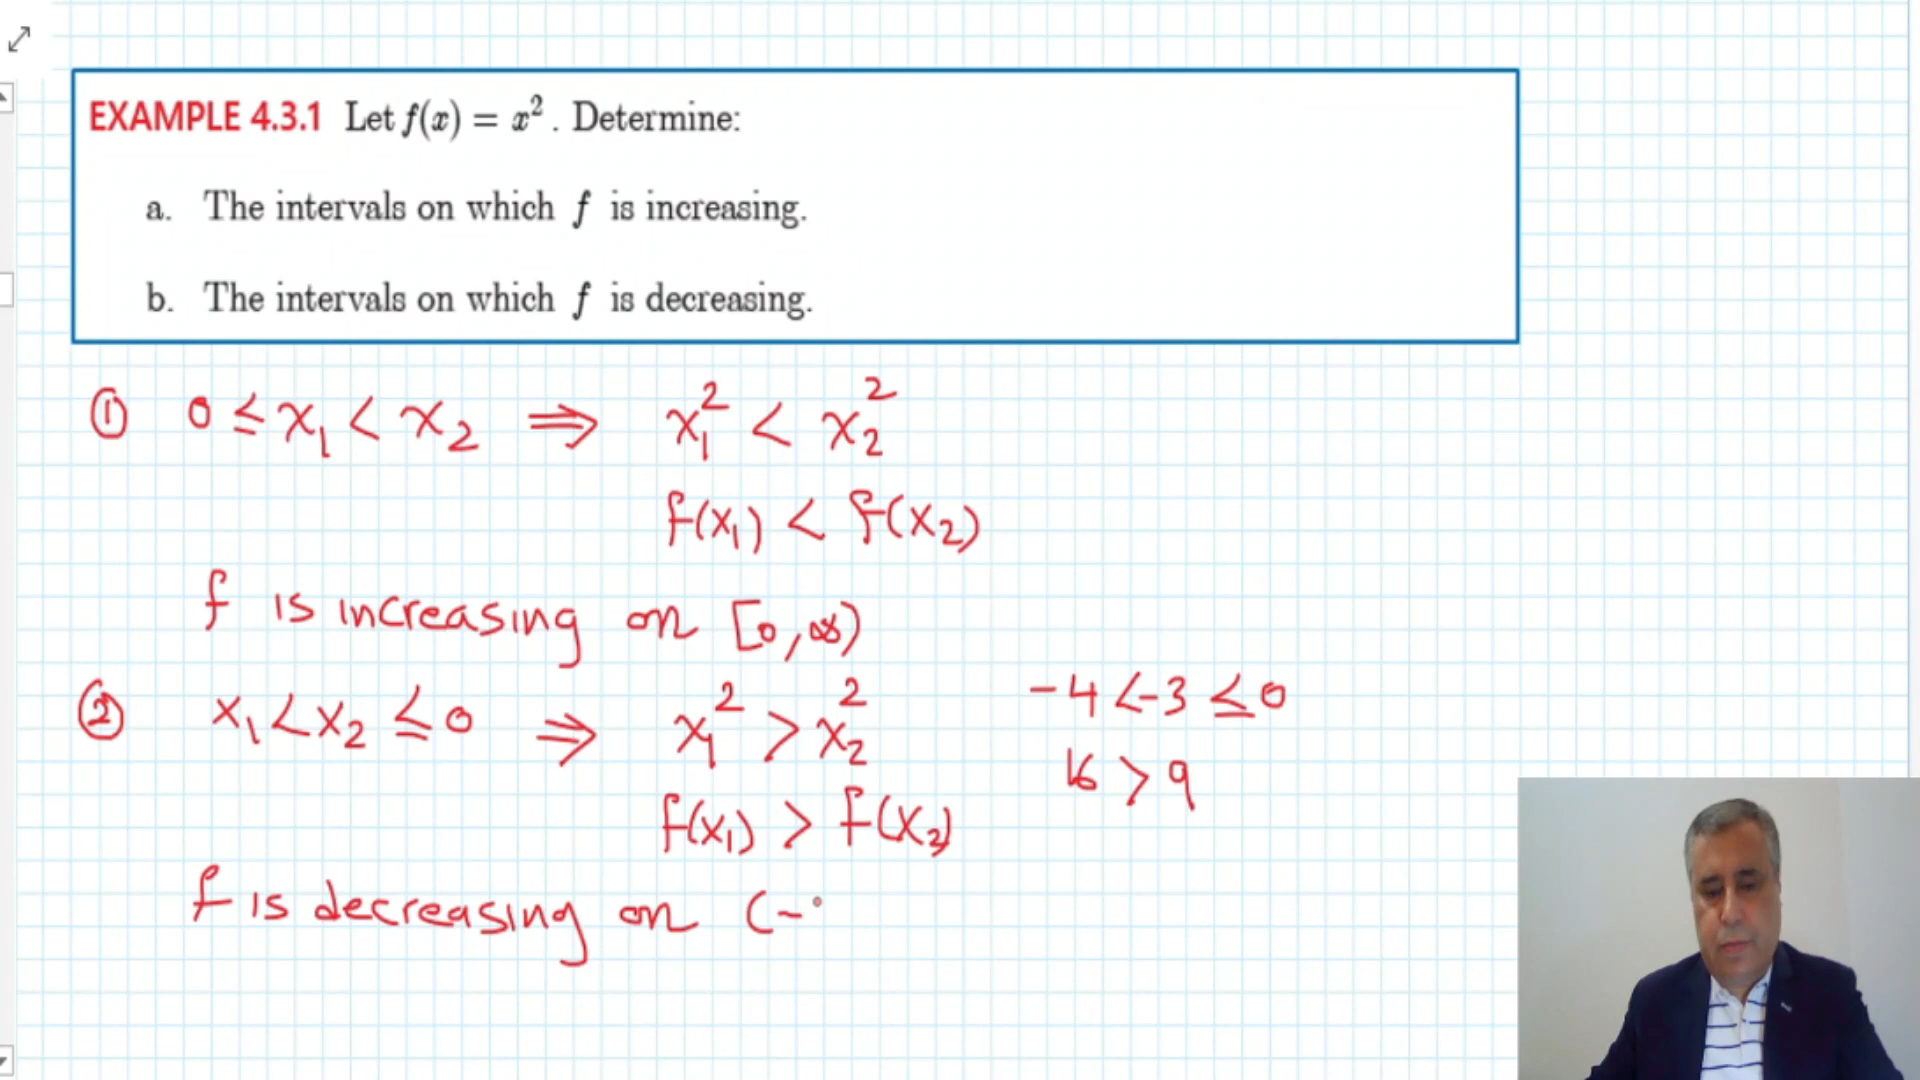 EXAMPLE 4.3.1 Let f(x) = x². Determine:
a. The intervals on which f is increasing.
b. The intervals on which f is decreasing.
① 0 ≤ x₁ < x₂ ⇒ x₁² < x₂²
f(x₁) < f(x₂)
f is increasing on [0, ∞)
② x₁ < x₂ ≤ 0 ⇒ x₁² > x₂²
-4 < -3 ≤ 0
16 > 9
f(x₁) > f(x₂)
f is decreasing on (-